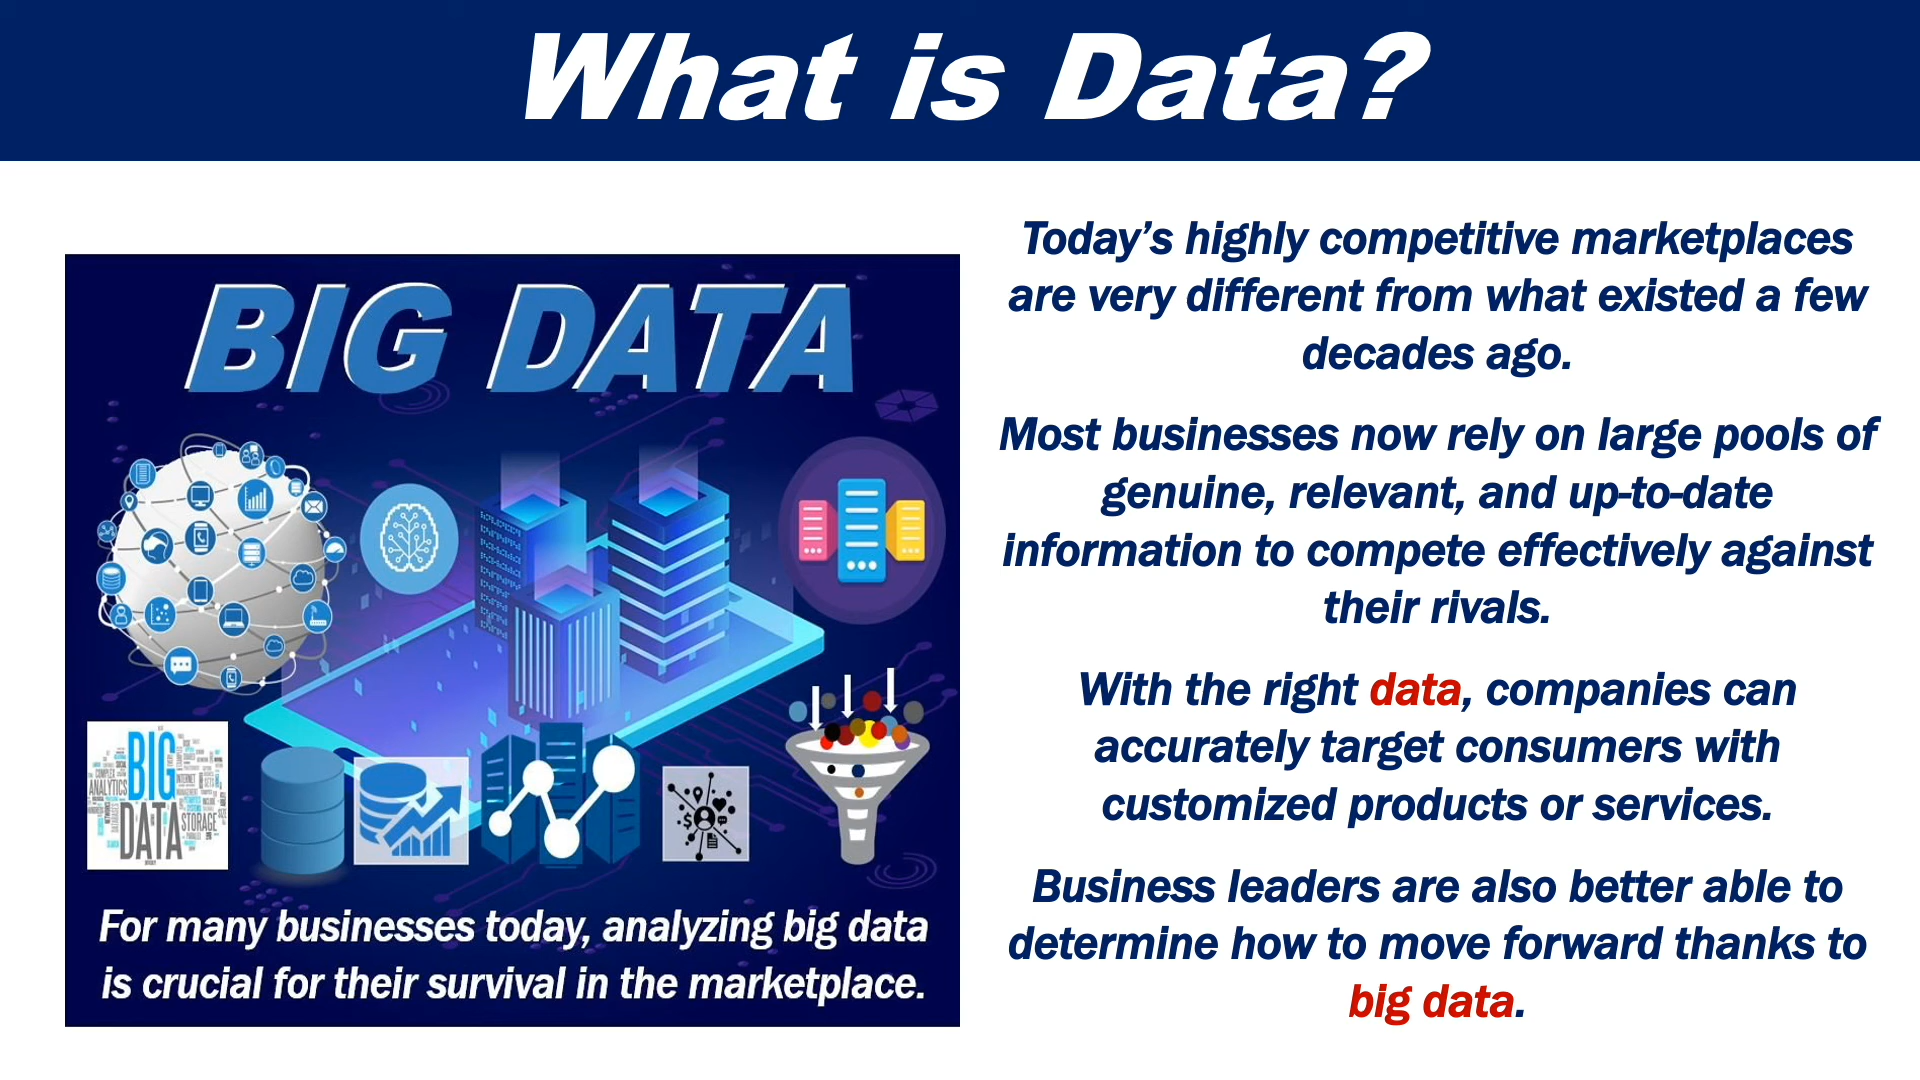 What is Data?
BIG DATA
BIG
ANALYTICS
DATA
STORAGE
For many businesses today, analyzing big data
is crucial for their survival in the marketplace.
Today’s highly competitive marketplaces
are very different from what existed a few
decades ago.
Most businesses now rely on large pools of
genuine, relevant, and up-to-date
information to compete effectively against
their rivals.
With the right data, companies can
accurately target consumers with
customized products or services.
Business leaders are also better able to
determine how to move forward thanks to
big data.